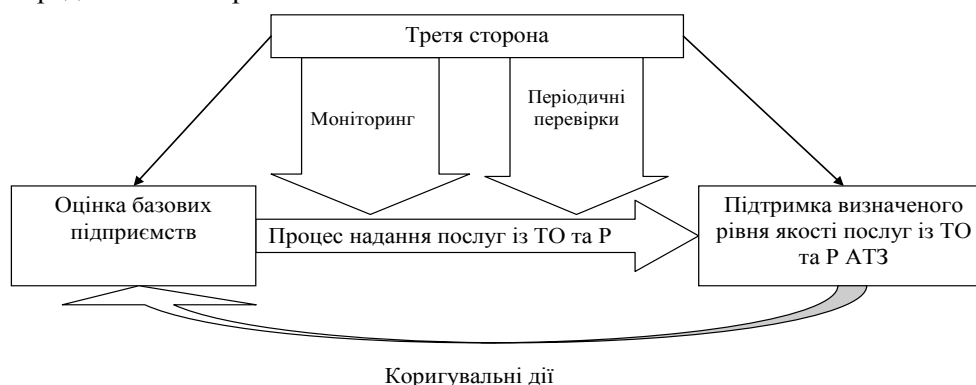 Третя сторона
Моніторинг
Періодичні
перевірки
Оцінка базових
підприємств
Процес надання послуг із ТО та Р
Підтримка визначеного
рівня якості послуг із ТО
та Р АТЗ
Коригувальні дії